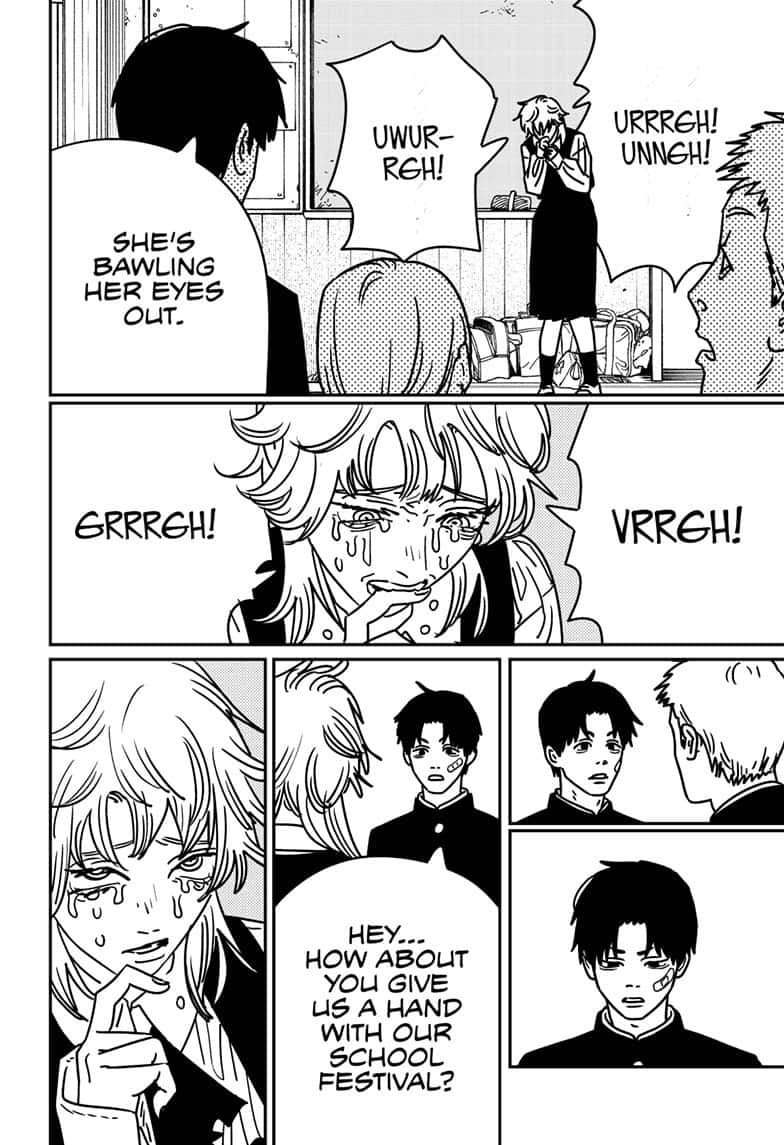 SHE'S
BAWLING
HER EYES
OUT.
UWUR-
RGH!
URRRGH!
UNNGH!
GRRRGH!
VRRGH!
HEY...
HOW ABOUT
YOU GIVE
US A HAND
WITH OUR
SCHOOL
FESTIVAL?